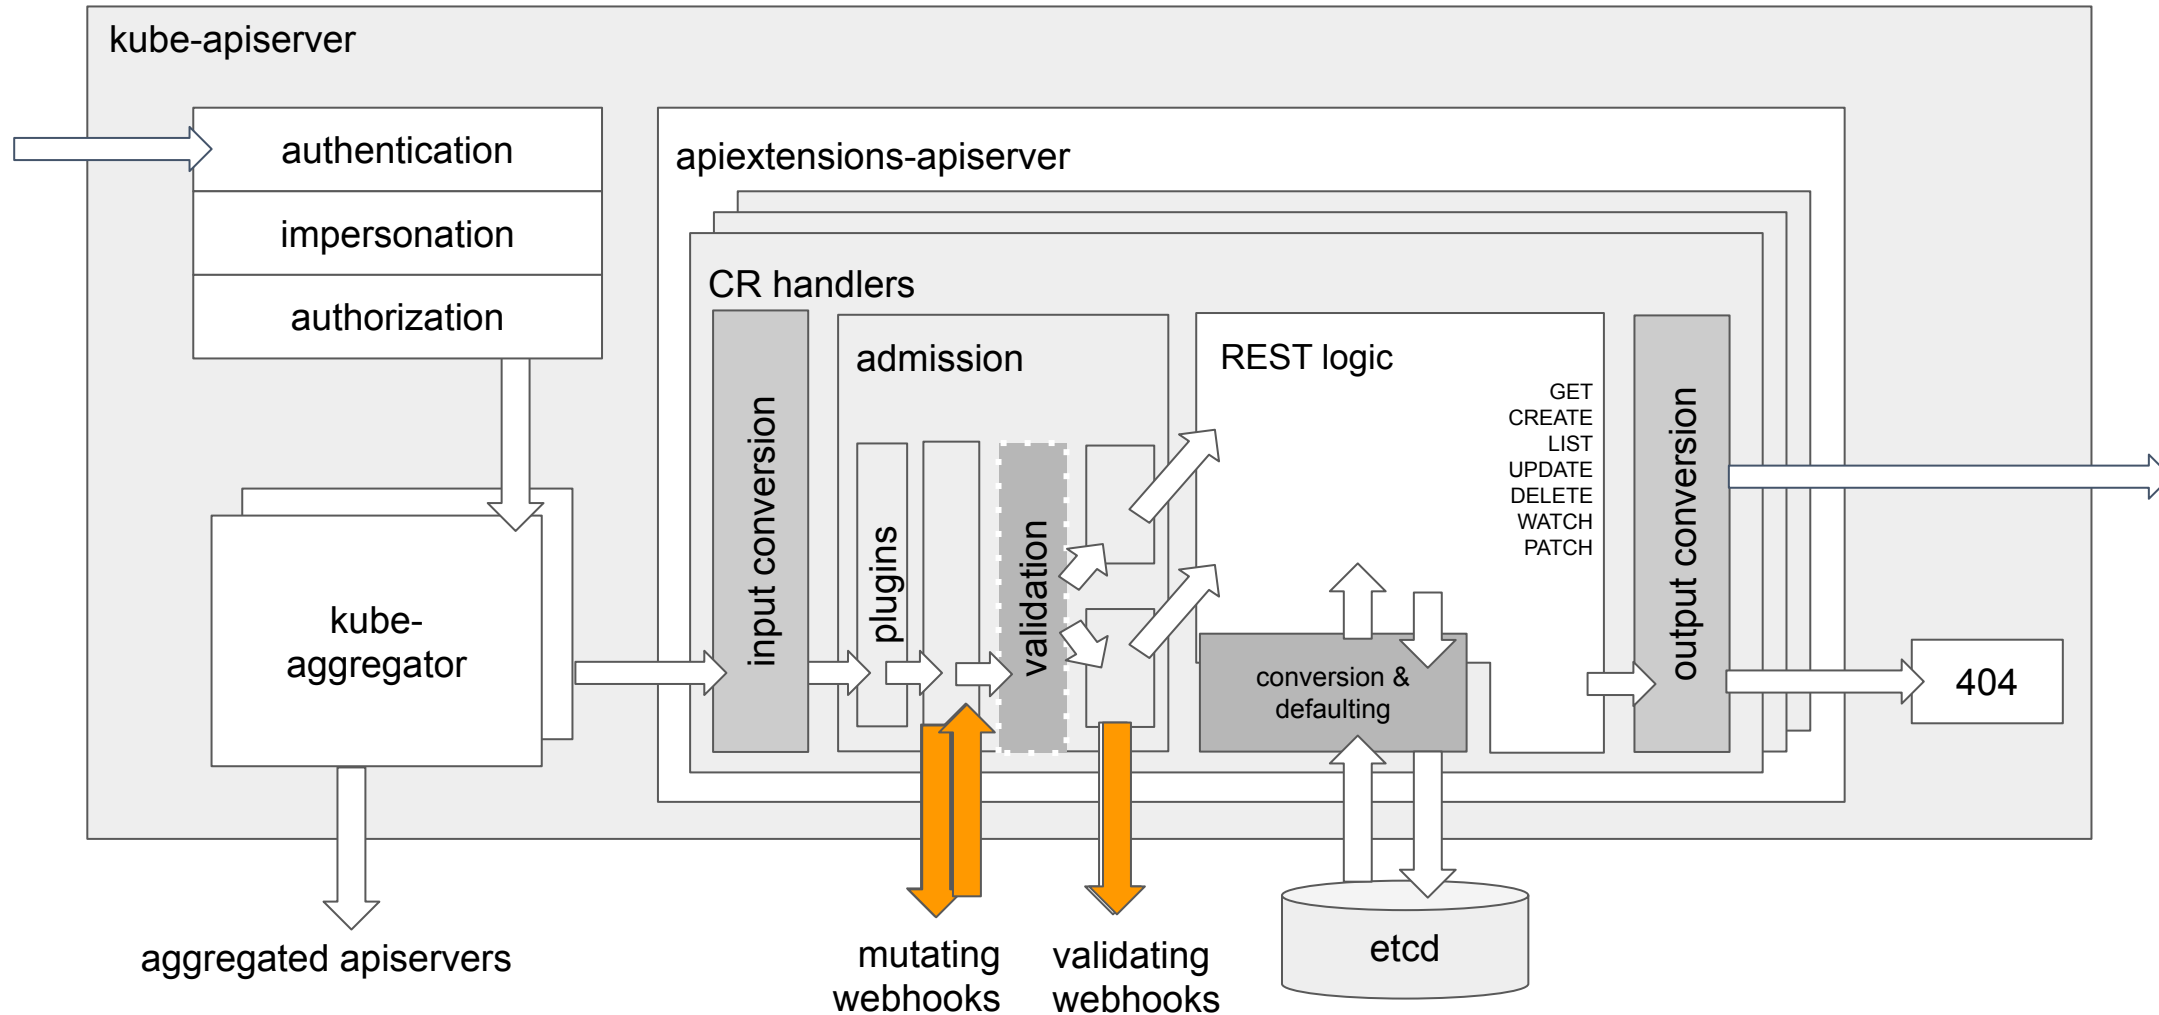 kube-apiserver
authentication
impersonation
authorization
kube-
aggregator
aggregated apiservers
apiextensions-apiserver
CR handlers
input conversion
admission
plugins
validation
mutating
webhooks
validating
webhooks
REST logic
GET
CREATE
LIST
UPDATE
DELETE
WATCH
PATCH
conversion &
defaulting
etcd
output conversion
404